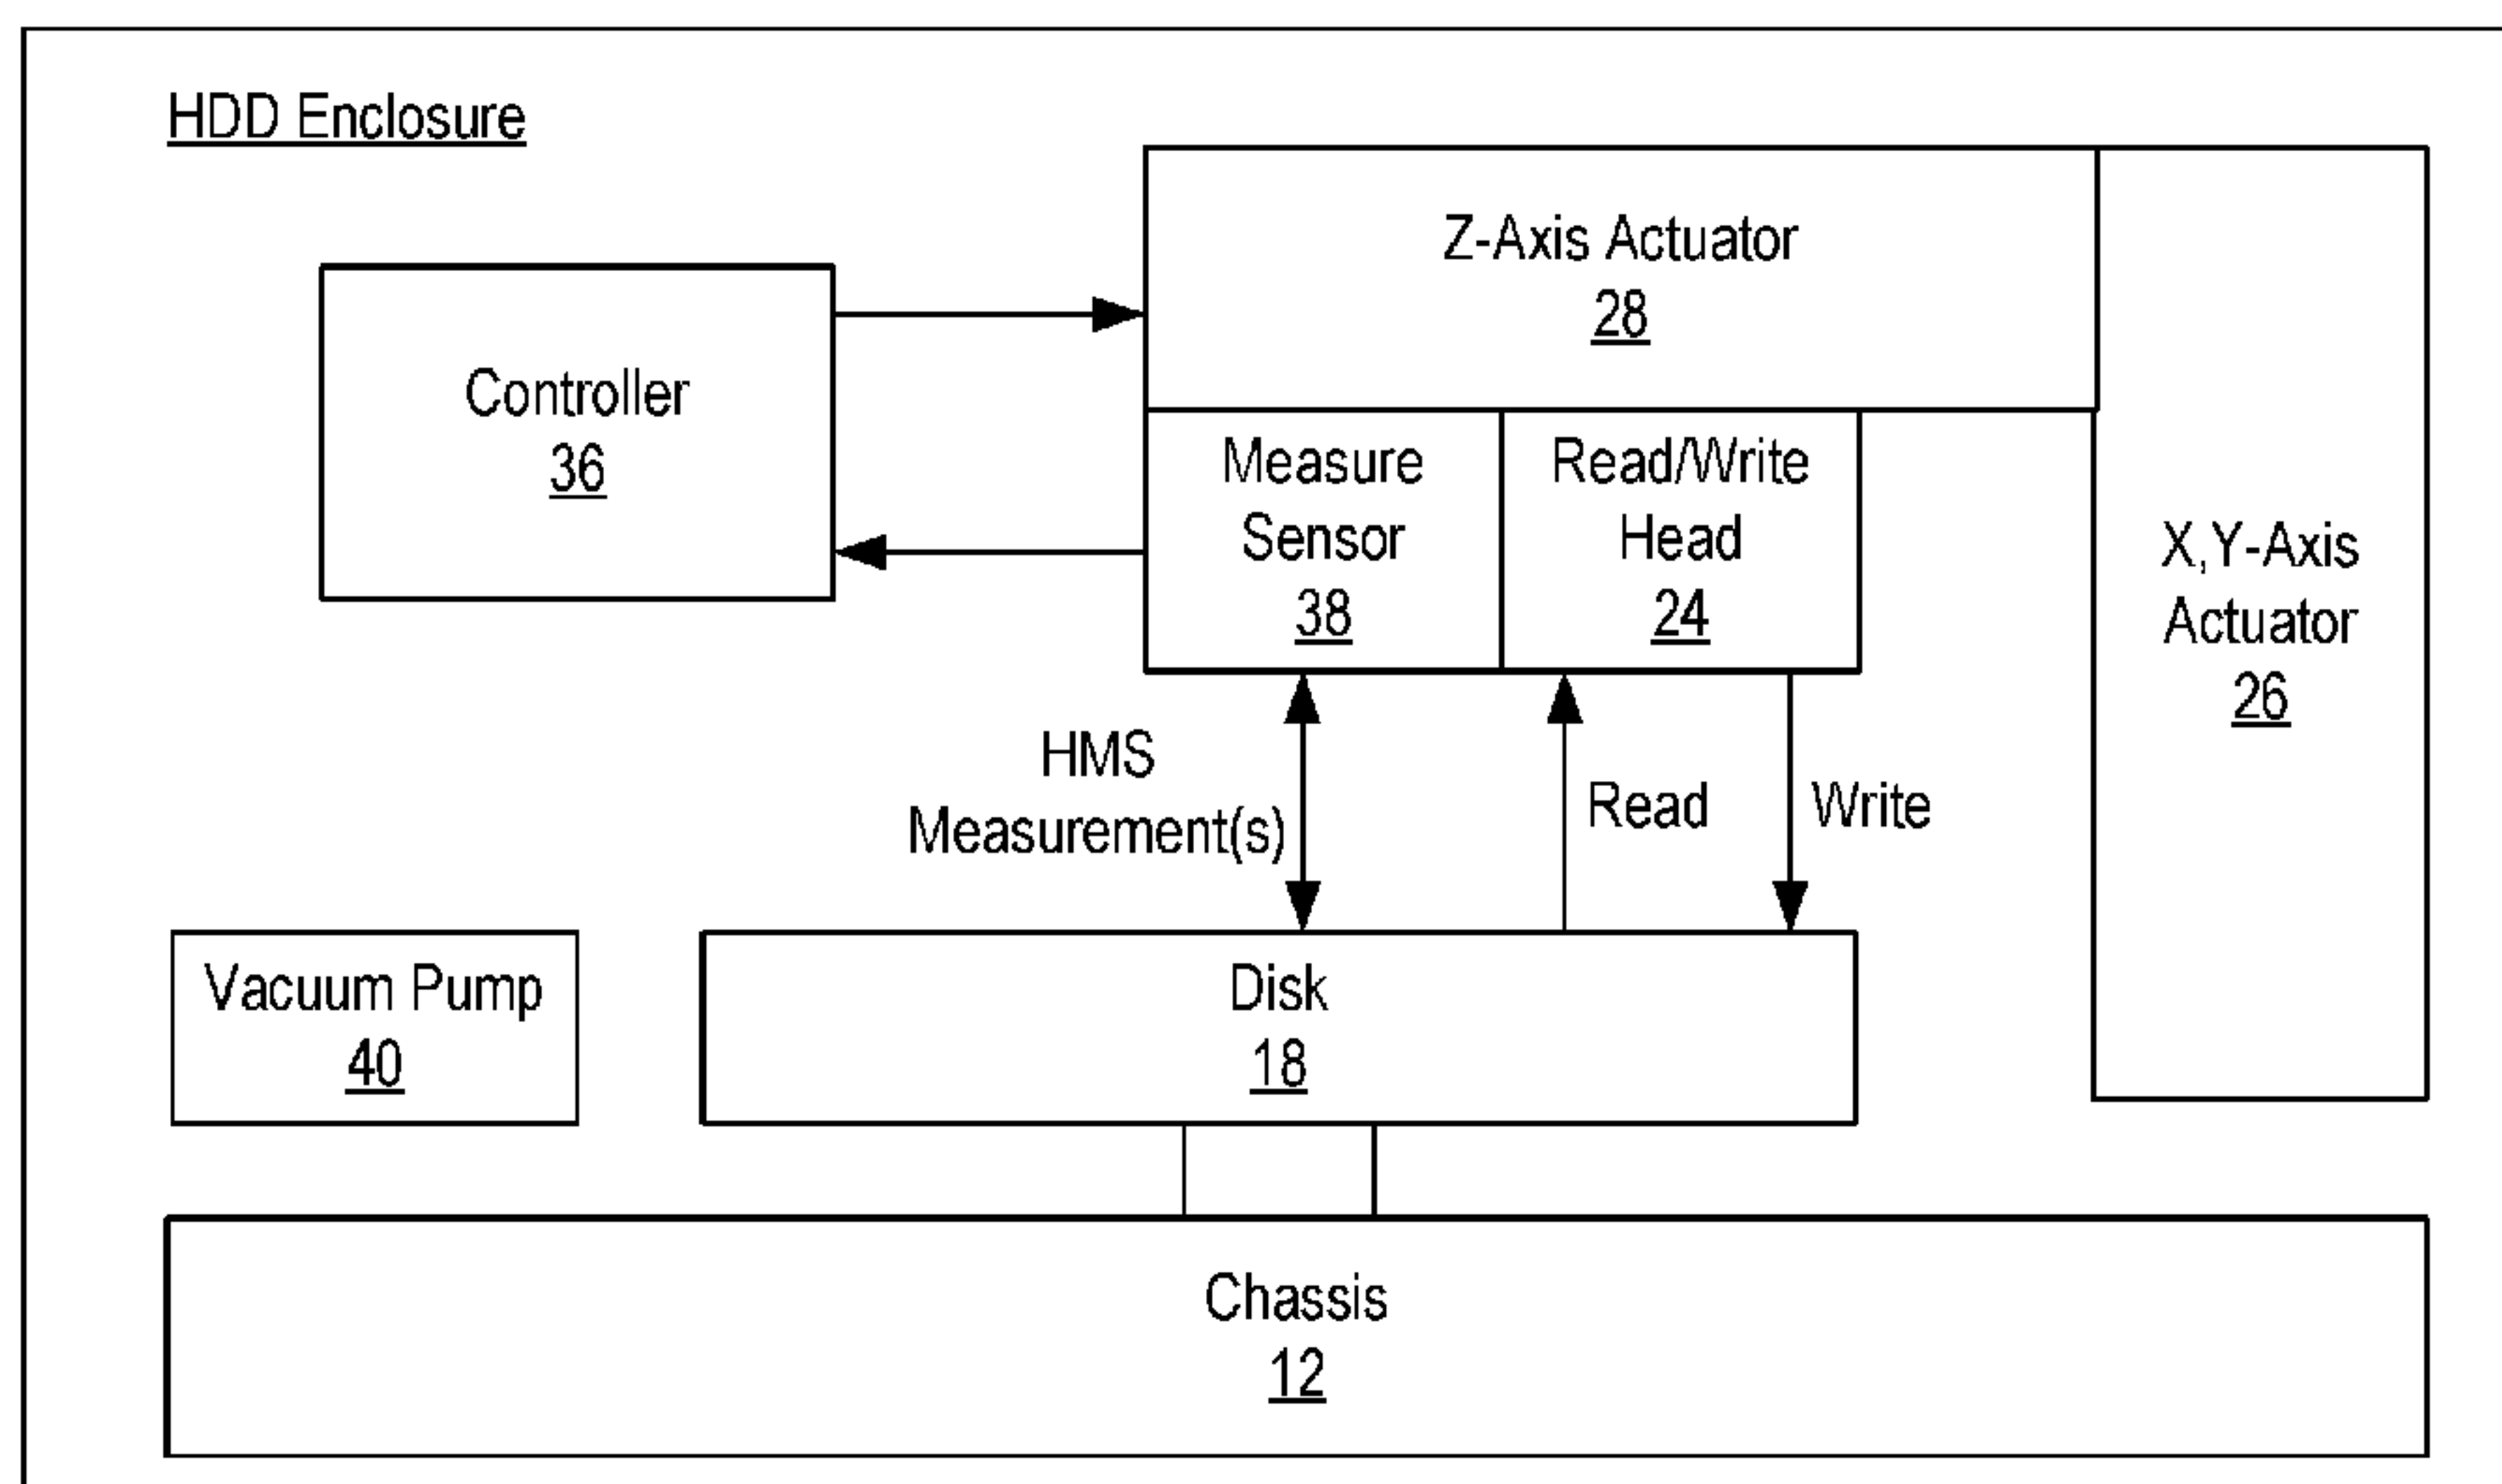 HDD Enclosure
Z-Axis Actuator
28
Controller
36
Measure
Sensor
38
Read/Write
Head
24
X,Y-Axis
Actuator
26
HMS
Measurement(s)
Read
Write
Vacuum Pump
40
Disk
18
Chassis
12